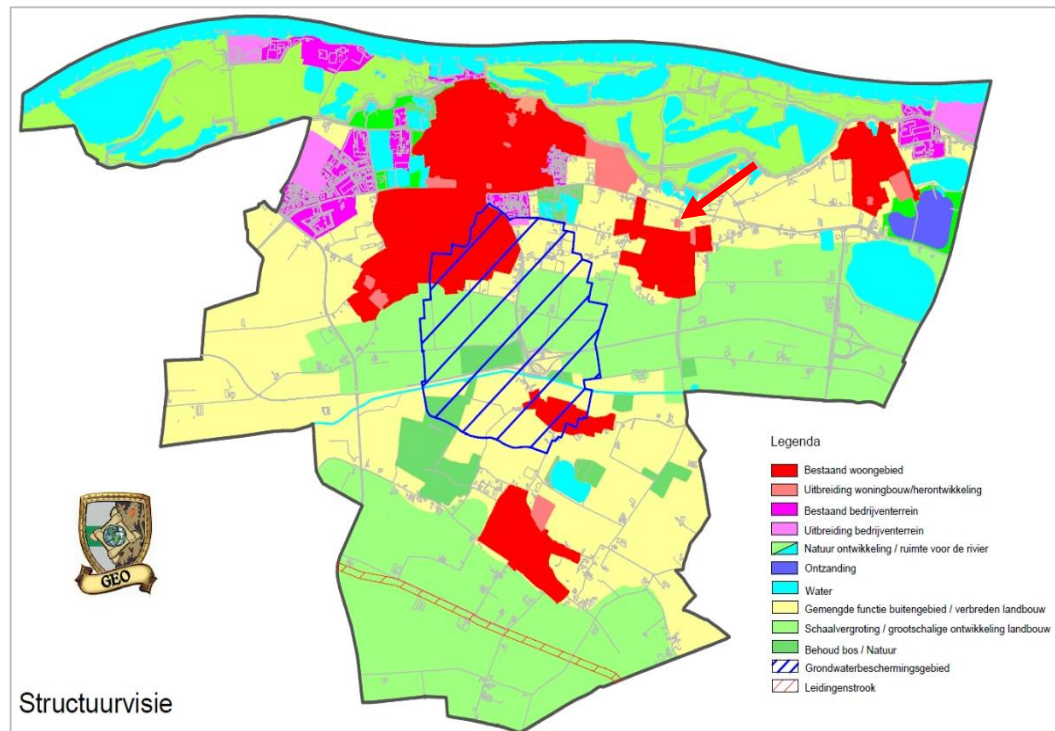 Legenda
Bestaand woongebied
Uitbreiding woningbouw/herontwikkeling
Bestaand bedrijventerrein
Uitbreiding bedrijventerrein
Natuur ontwikkeling / ruimte voor de rivier
Ontzanding
Water
Gemengde functie buitengebied / verbreden landbouw
Schaalvergroting / grootschalige ontwikkeling landbouw
Behoud bos / Natuur
Grondwaterbeschermingsgebied
Leidingenstrook
GEO
Structuurvisie